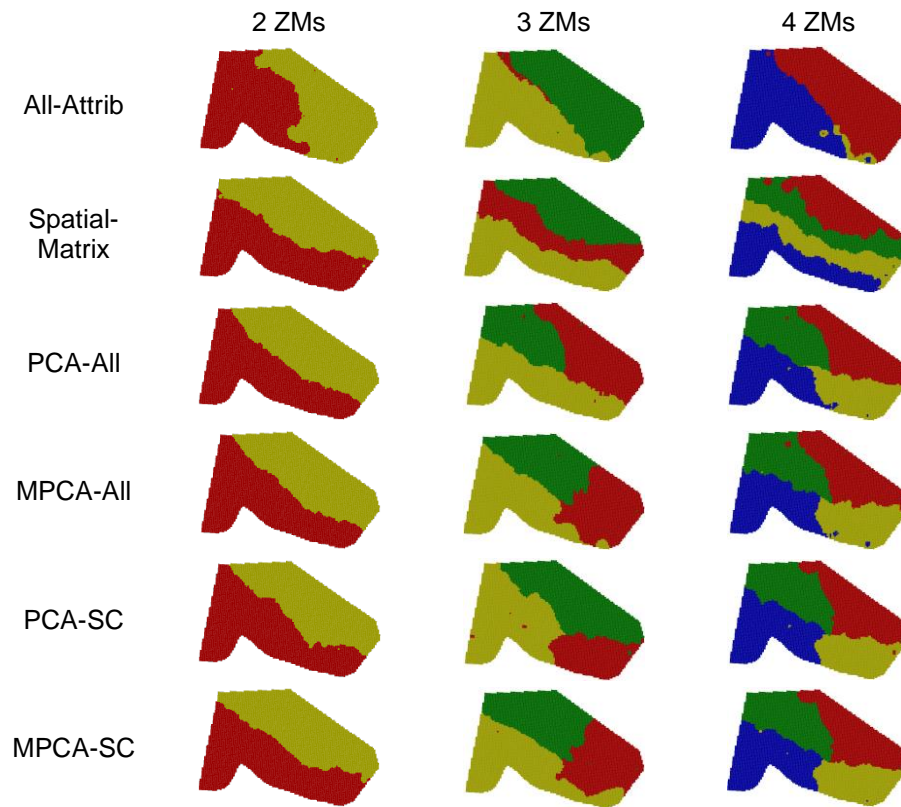 2 ZMs 3 ZMs 4 ZMs
All-Attrib
Spatial-
Matrix
PCA-All
MPCA-All
PCA-SC
MPCA-SC